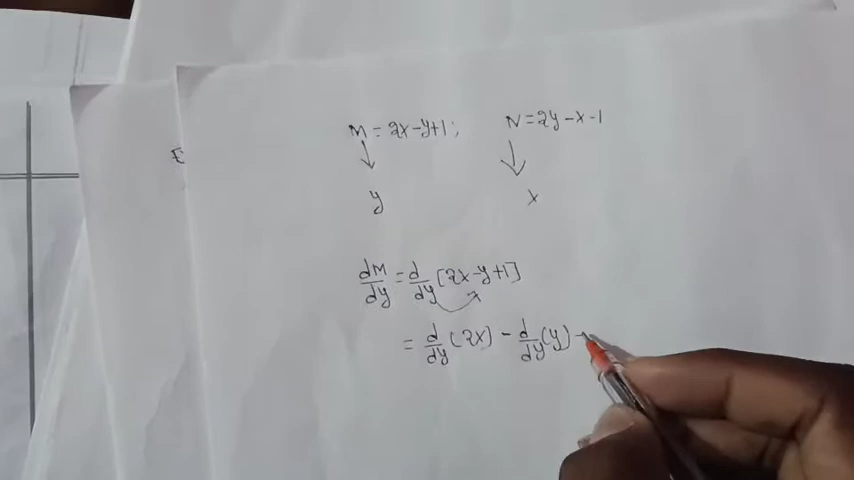 M = 2x-y+1; N = 2y-x-1
y x
dM/dy = d/dy [2x-y+1]
= d/dy (2x) - d/dy (y) -